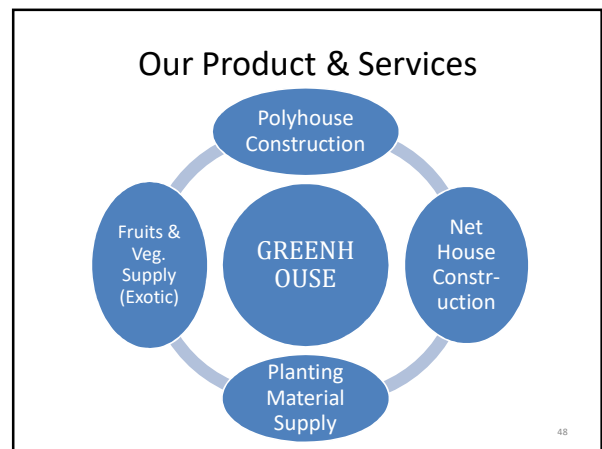 Our Product & Services
Polyhouse
Construction
Fruits &
Veg.
Supply
(Exotic)
GREENH
OUSE
Net
House
Constr-
uction
Planting
Material
Supply
48